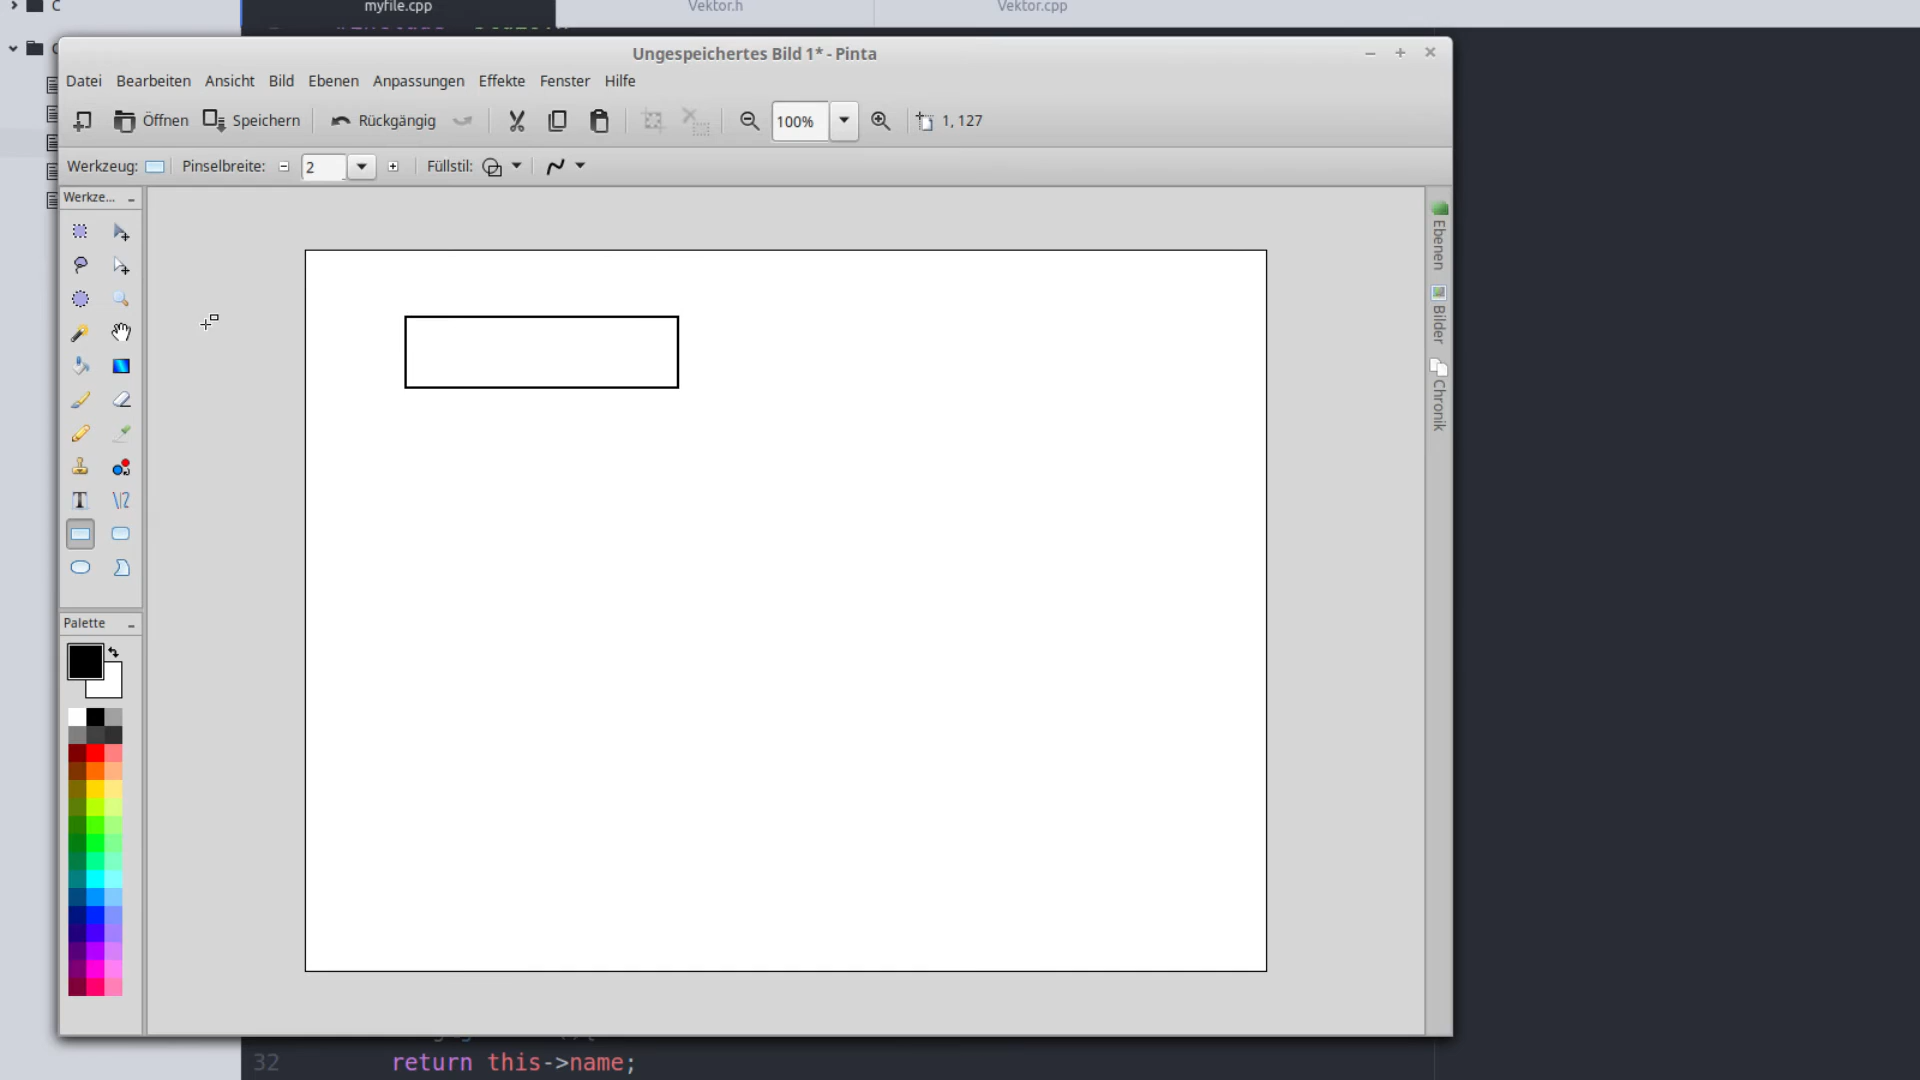 C
myfile.cpp
Vektor.h
Vektor.cpp
Ungespeichertes Bild 1* - Pinta
Datei Bearbeiten Ansicht Bild Ebenen Anpassungen Effekte Fenster Hilfe
Öffnen Speichern Rückgängig 100% 1, 127
Werkzeug: Pinselbreite: 2 Füllstil:
Werkze...
Ebenen
Bilder
Chronik
Palette
32 return this->name;